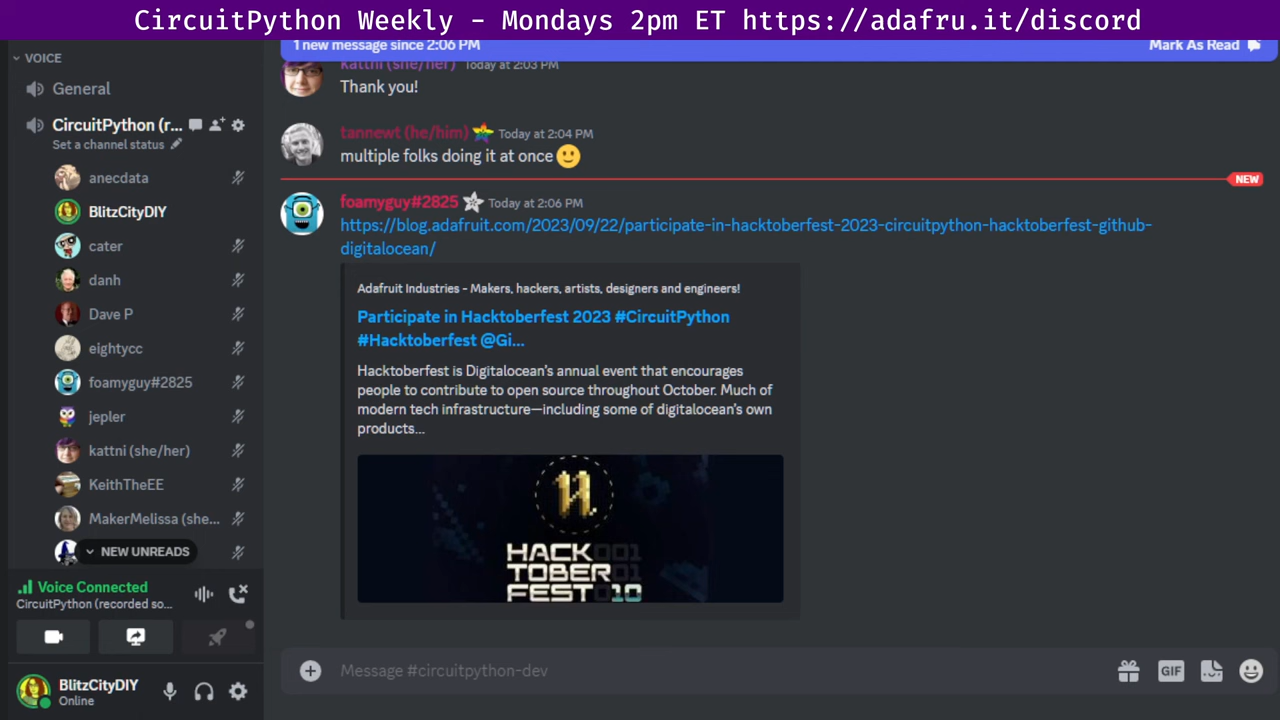 CircuitPython Weekly - Mondays 2pm ET https://adafru.it/discord
VOICE
General
CircuitPython (r...
Set a channel status
anecdata
BlitzCityDIY
cater
danh
Dave P
eightycc
foamyguy#2825
jepler
kattni (she/her)
KeithTheEE
MakerMelissa (she...
NEW UNREADS
Voice Connected
CircuitPython (recorded so...
BlitzCityDIY
Online
1 new message since 2:06 PM Mark As Read
kattni (she/her) Today at 2:03 PM
Thank you!
tannewt (he/him) Today at 2:04 PM
multiple folks doing it at once
NEW
foamyguy#2825 Today at 2:06 PM
https://blog.adafruit.com/2023/09/22/participate-in-hacktoberfest-2023-circuitpython-hacktoberfest-github-
digitalocean/
Adafruit Industries - Makers, hackers, artists, designers and engineers!
Participate in Hacktoberfest 2023 #CircuitPython
#Hacktoberfest @Gi...
Hacktoberfest is Digitalocean's annual event that encourages
people to contribute to open source throughout October. Much of
modern tech infrastructure—including some of digitalocean's own
products...
HACK001
TOBER01
FEST 10
Message #circuitpython-dev
GIF